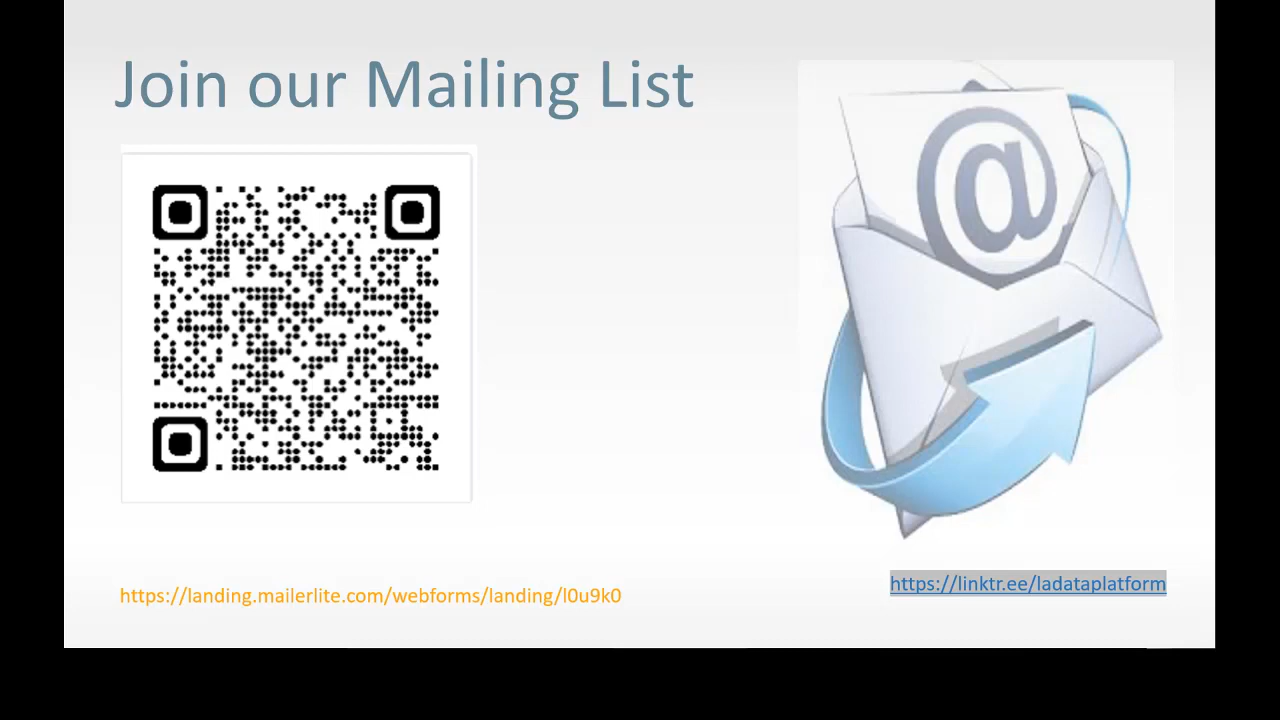 Join our Mailing List
@
https://landing.mailerlite.com/webforms/landing/l0u9k0
https://linktr.ee/ladataplatform